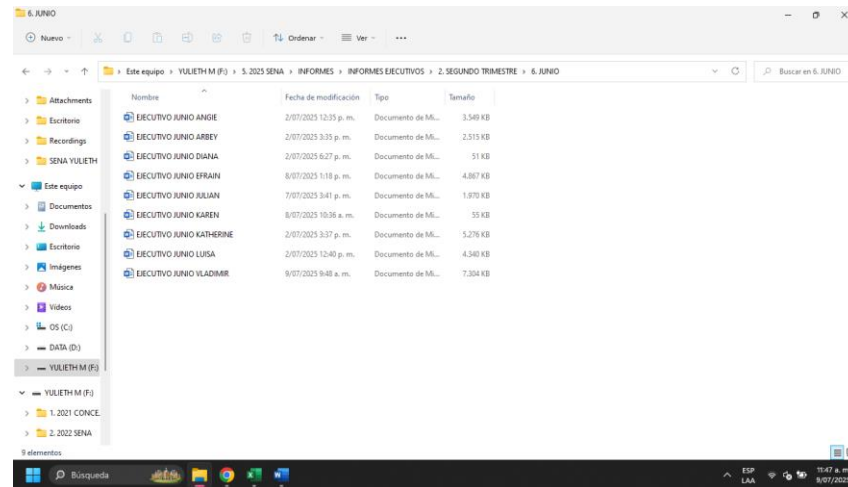 6. JUNIO
Nuevo
Ordenar
Ver
Este equipo > YULIETH M (F:) > 5. 2025 SENA > INFORMES > INFORMES EJECUTIVOS > 2. SEGUNDO TRIMESTRE > 6. JUNIO
Buscar en 6. JUNIO
Attachments
Escritorio
Recordings
SENA YULIETH
Este equipo
Documentos
Downloads
Escritorio
Imágenes
Música
Vídeos
OS (C:)
DATA (D:)
YULIETH M (F:)
YULIETH M (F:)
1. 2021 CONCE
2. 2022 SENA
Nombre Fecha de modificación Tipo Tamaño
EJECUTIVO JUNIO ANGIE 2/07/2025 12:35 p. m. Documento de Mi... 3.549 KB
EJECUTIVO JUNIO ARBEY 2/07/2025 3:35 p. m. Documento de Mi... 2.515 KB
EJECUTIVO JUNIO DIANA 2/07/2025 6:27 p. m. Documento de Mi... 51 KB
EJECUTIVO JUNIO EFRAIN 8/07/2025 1:18 p. m. Documento de Mi... 4.867 KB
EJECUTIVO JUNIO JULIAN 7/07/2025 3:41 p. m. Documento de Mi... 1.970 KB
EJECUTIVO JUNIO KAREN 8/07/2025 10:36 a. m. Documento de Mi... 55 KB
EJECUTIVO JUNIO KATHERINE 2/07/2025 3:37 p. m. Documento de Mi... 5.276 KB
EJECUTIVO JUNIO LUISA 2/07/2025 12:40 p. m. Documento de Mi... 4.340 KB
EJECUTIVO JUNIO VLADIMIR 9/07/2025 9:48 a. m. Documento de Mi... 7.304 KB
9 elementos
Búsqueda
ESP
LAA
11:47 a. m
9/07/2025